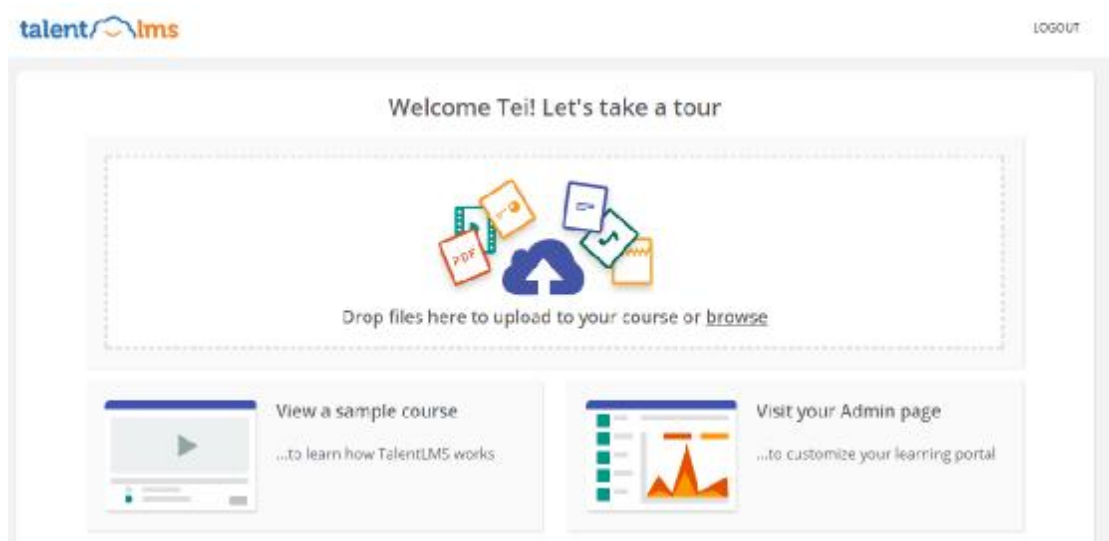 talentlms
LOGOUT
Welcome Tei! Let's take a tour
PDF
Drop files here to upload to your course or browse
View a sample course
...to learn how TalentLMS works
Visit your Admin page
...to customize your learning portal